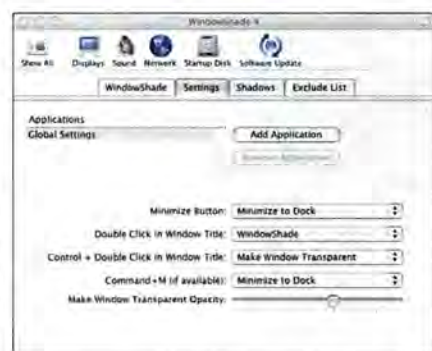 WindowShade X
Show All Displays Sound Network Startup Disk Software Update
WindowShade Settings Shadows Exclude List
Applications
Global Settings
Add Application
Remove Application
Minimize Button: Minimize to Dock
Double Click in Window Title: WindowShade
Control + Double Click in Window Title: Make Window Transparent
Command+M (if available): Minimize to Dock
Make Window Transparent Opacity: